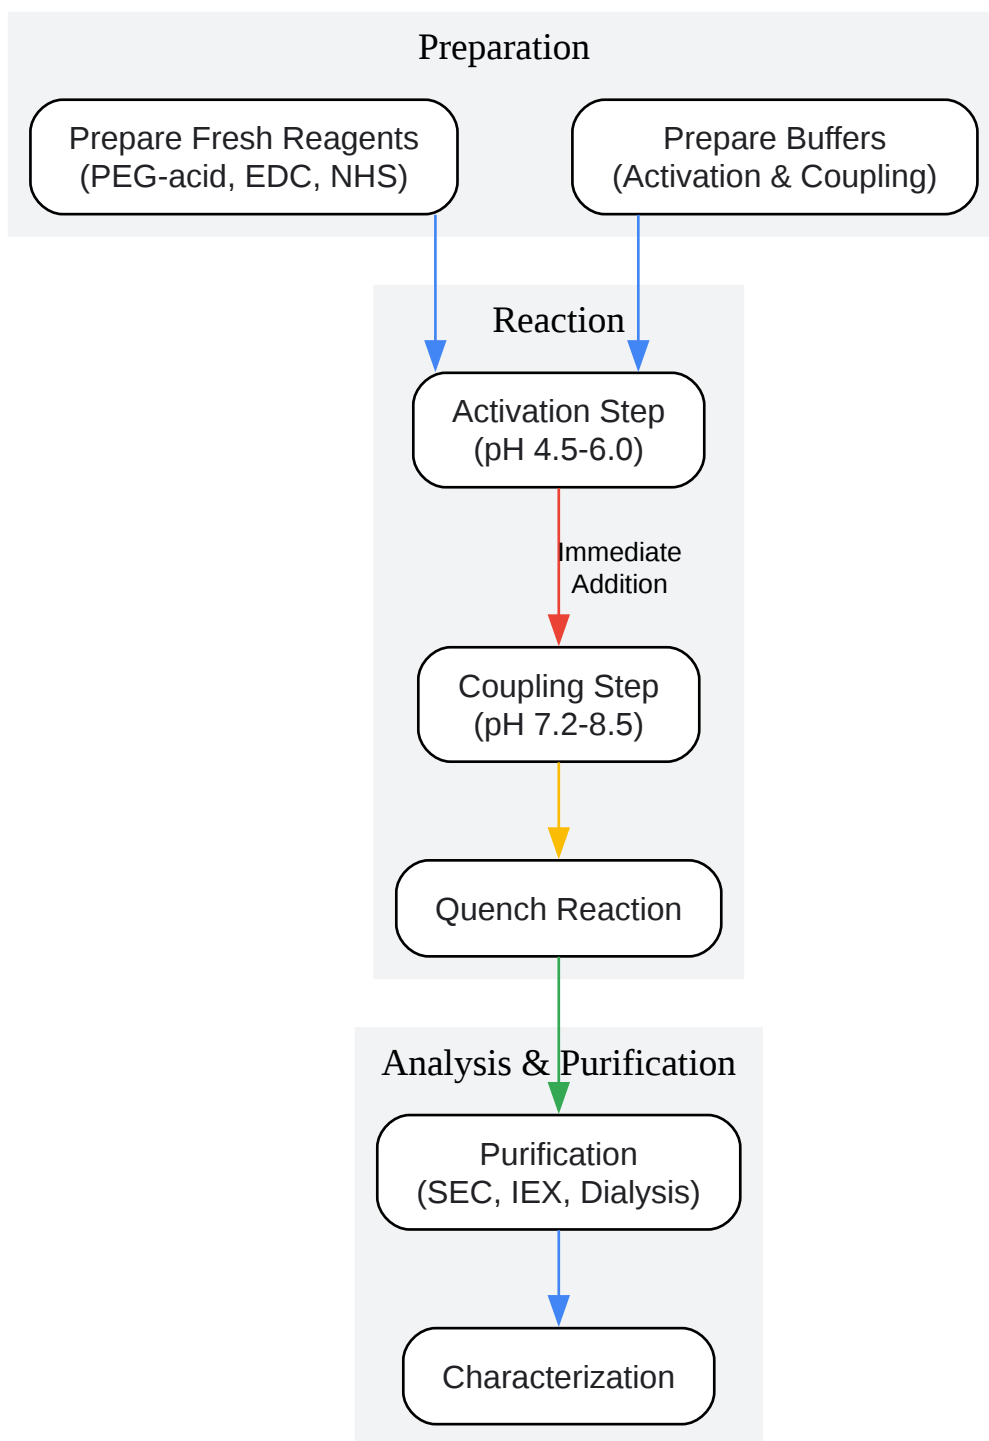 Preparation
Prepare Fresh Reagents
(PEG-acid, EDC, NHS)
Prepare Buffers
(Activation & Coupling)
Reaction
Activation Step
(pH 4.5-6.0)
Immediate
Addition
Coupling Step
(pH 7.2-8.5)
Quench Reaction
Analysis & Purification
Purification
(SEC, IEX, Dialysis)
Characterization